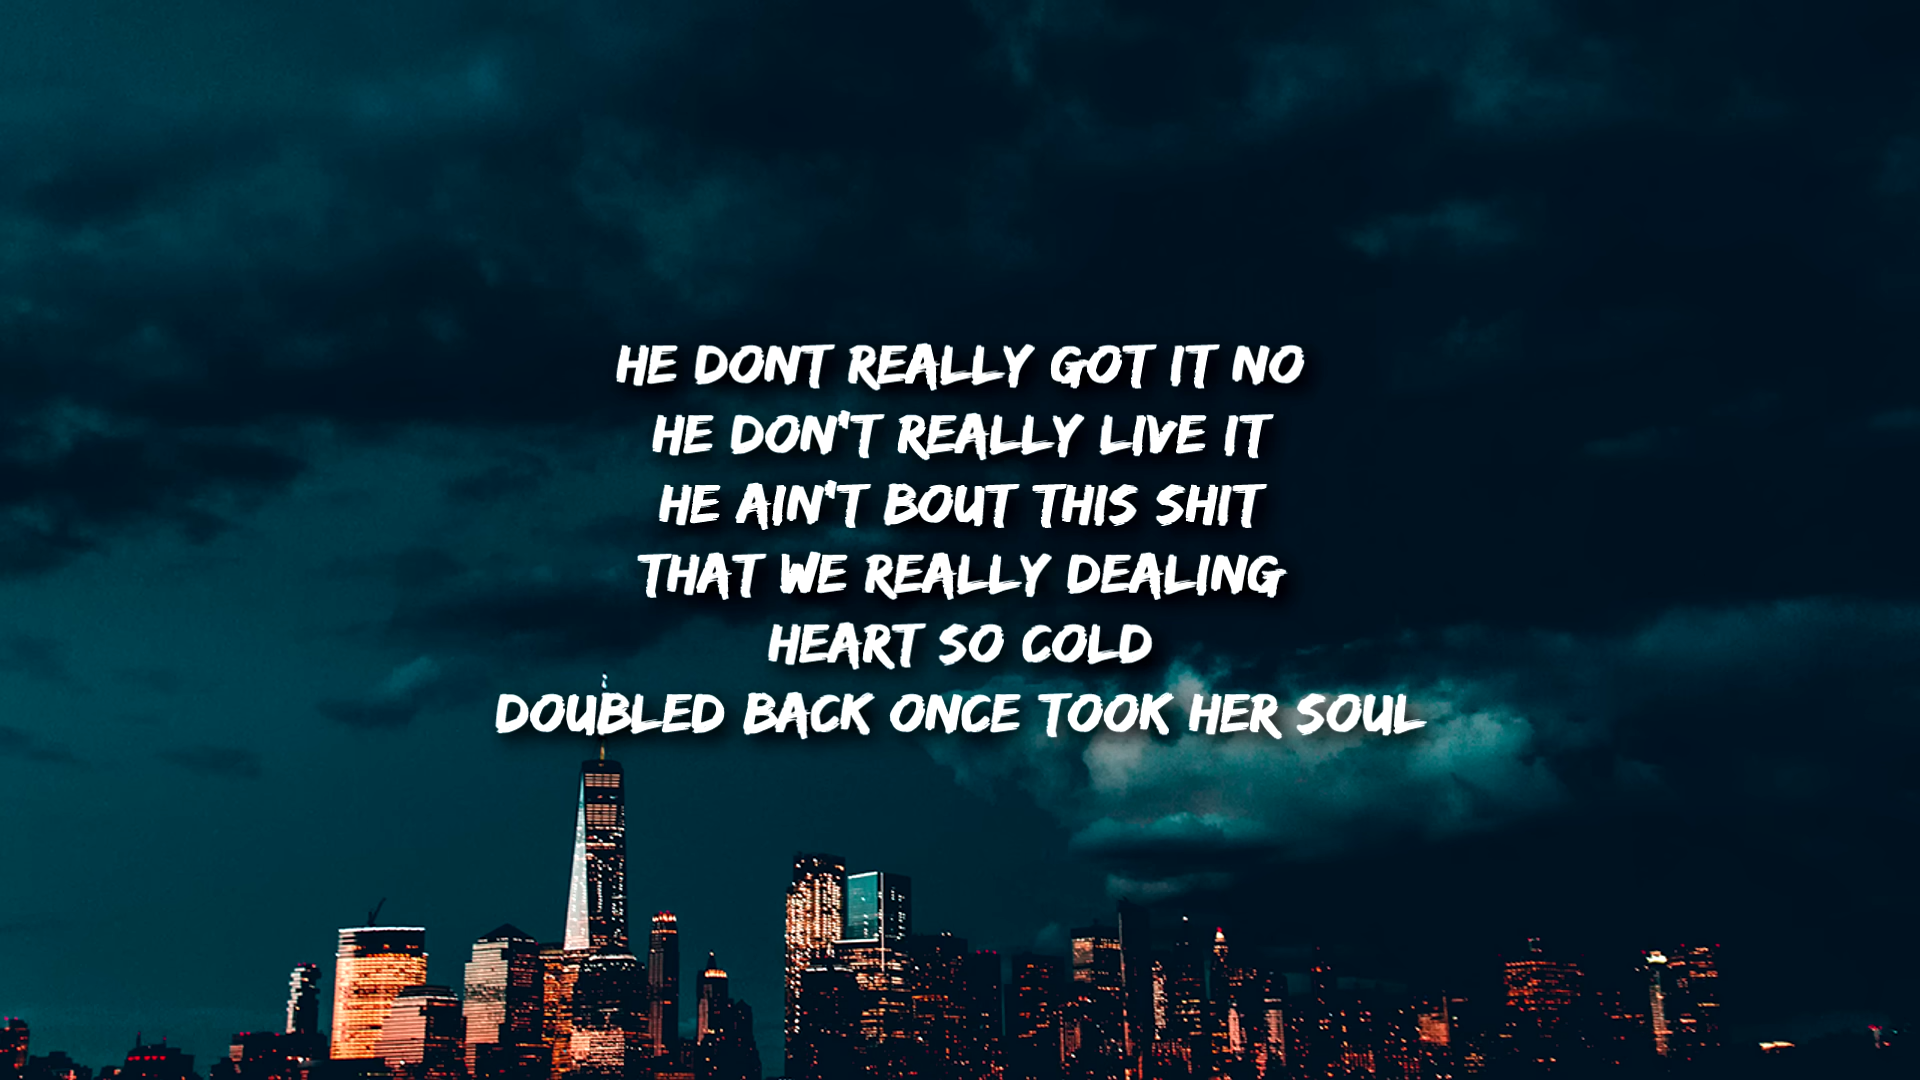 HE DONT REALLY GOT IT NO
HE DON'T REALLY LIVE IT
HE AIN'T BOUT THIS SHIT
THAT WE REALLY DEALING
HEART SO COLD
DOUBLED BACK ONCE TOOK HER SOUL